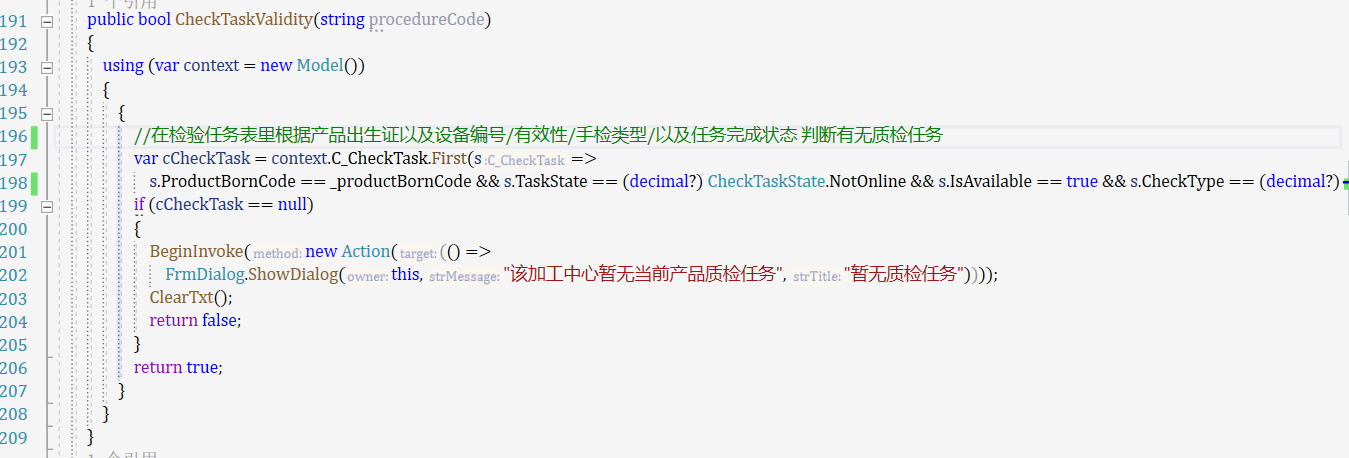 1 个引用
191 public bool CheckTaskValidity(string procedureCode)
192 {
193 using (var context = new Model())
194 {
195 {
196 //在检验任务表里根据产品出生证以及设备编号/有效性/手检类型/以及任务完成状态 判断有无质检任务
197 var cCheckTask = context.C_CheckTask.First(s :C_CheckTask =>
198 s.ProductBornCode == _productBornCode && s.TaskState == (decimal?) CheckTaskState.NotOnline && s.IsAvailable == true && s.CheckType == (decimal?)
199 if (cCheckTask == null)
200 {
201 BeginInvoke( method: new Action( target: (() =>
202 FrmDialog.ShowDialog( owner: this, strMessage: "该加工中心暂无当前产品质检任务", strTitle: "暂无质检任务"))));
203 ClearTxt();
204 return false;
205 }
206 return true;
207 }
208 }
209 }
1 个引用